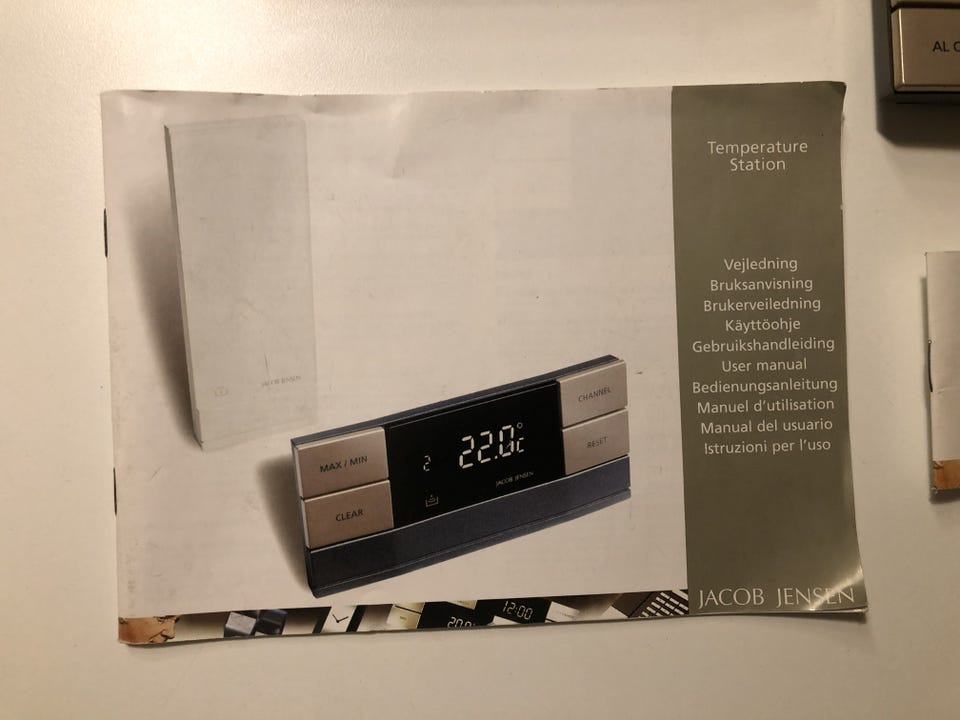 Temperature
Station
Vejledning
Bruksanvisning
Brukerveiledning
Käyttöohje
Gebruikshandleiding
User manual
Bedienungsanleitung
Manuel d'utilisation
Manual del usuario
Istruzioni per l'uso
JACOB JENSEN
JACOB JENSEN
MAX / MIN
CLEAR
2
22.0°c
JACOB JENSEN
CHANNEL
RESET
12:00
AL